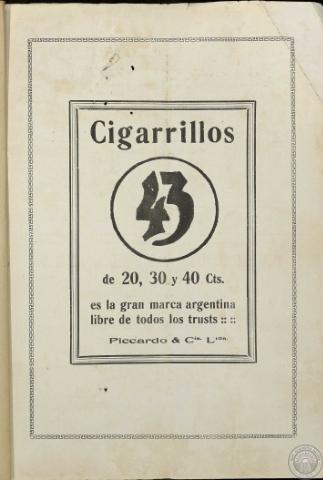 Cigarrillos
43
de 20, 30 y 40 Cts.
es la gran marca argentina
libre de todos los trusts :: ::
Piccardo & Cía. Ltda.